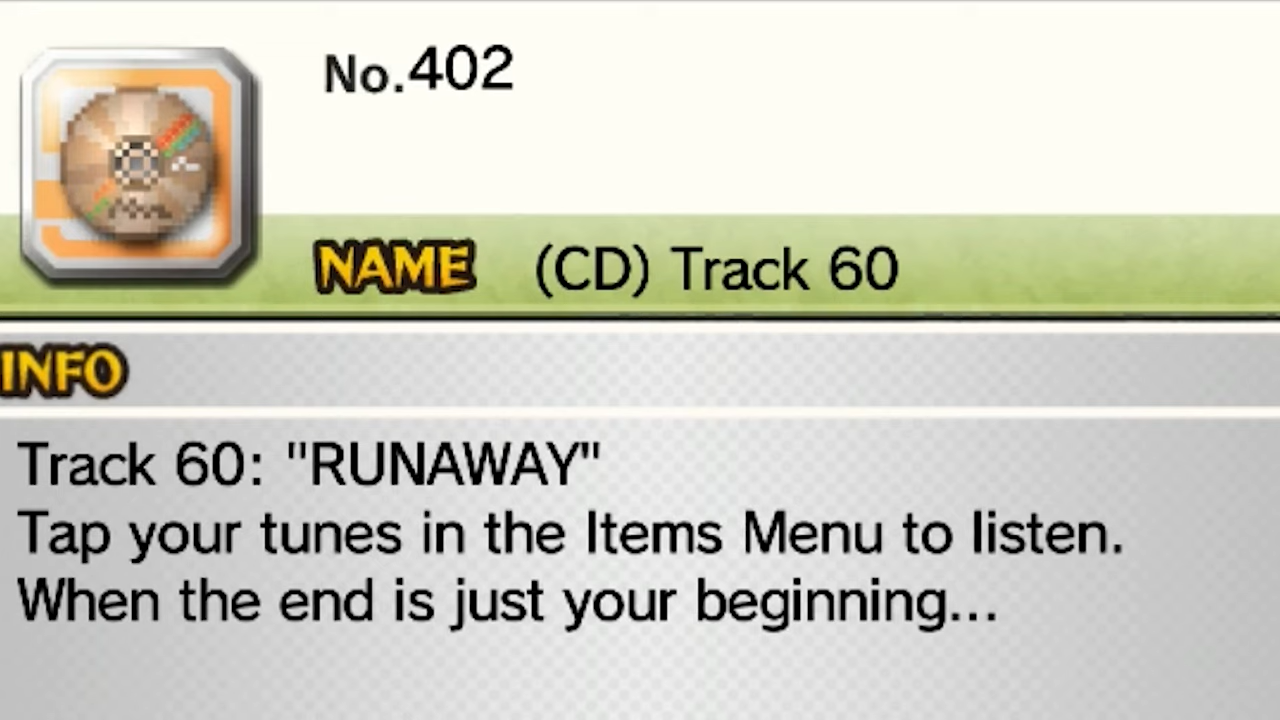 No.402
NAME (CD) Track 60
INFO
Track 60: "RUNAWAY"
Tap your tunes in the Items Menu to listen.
When the end is just your beginning...